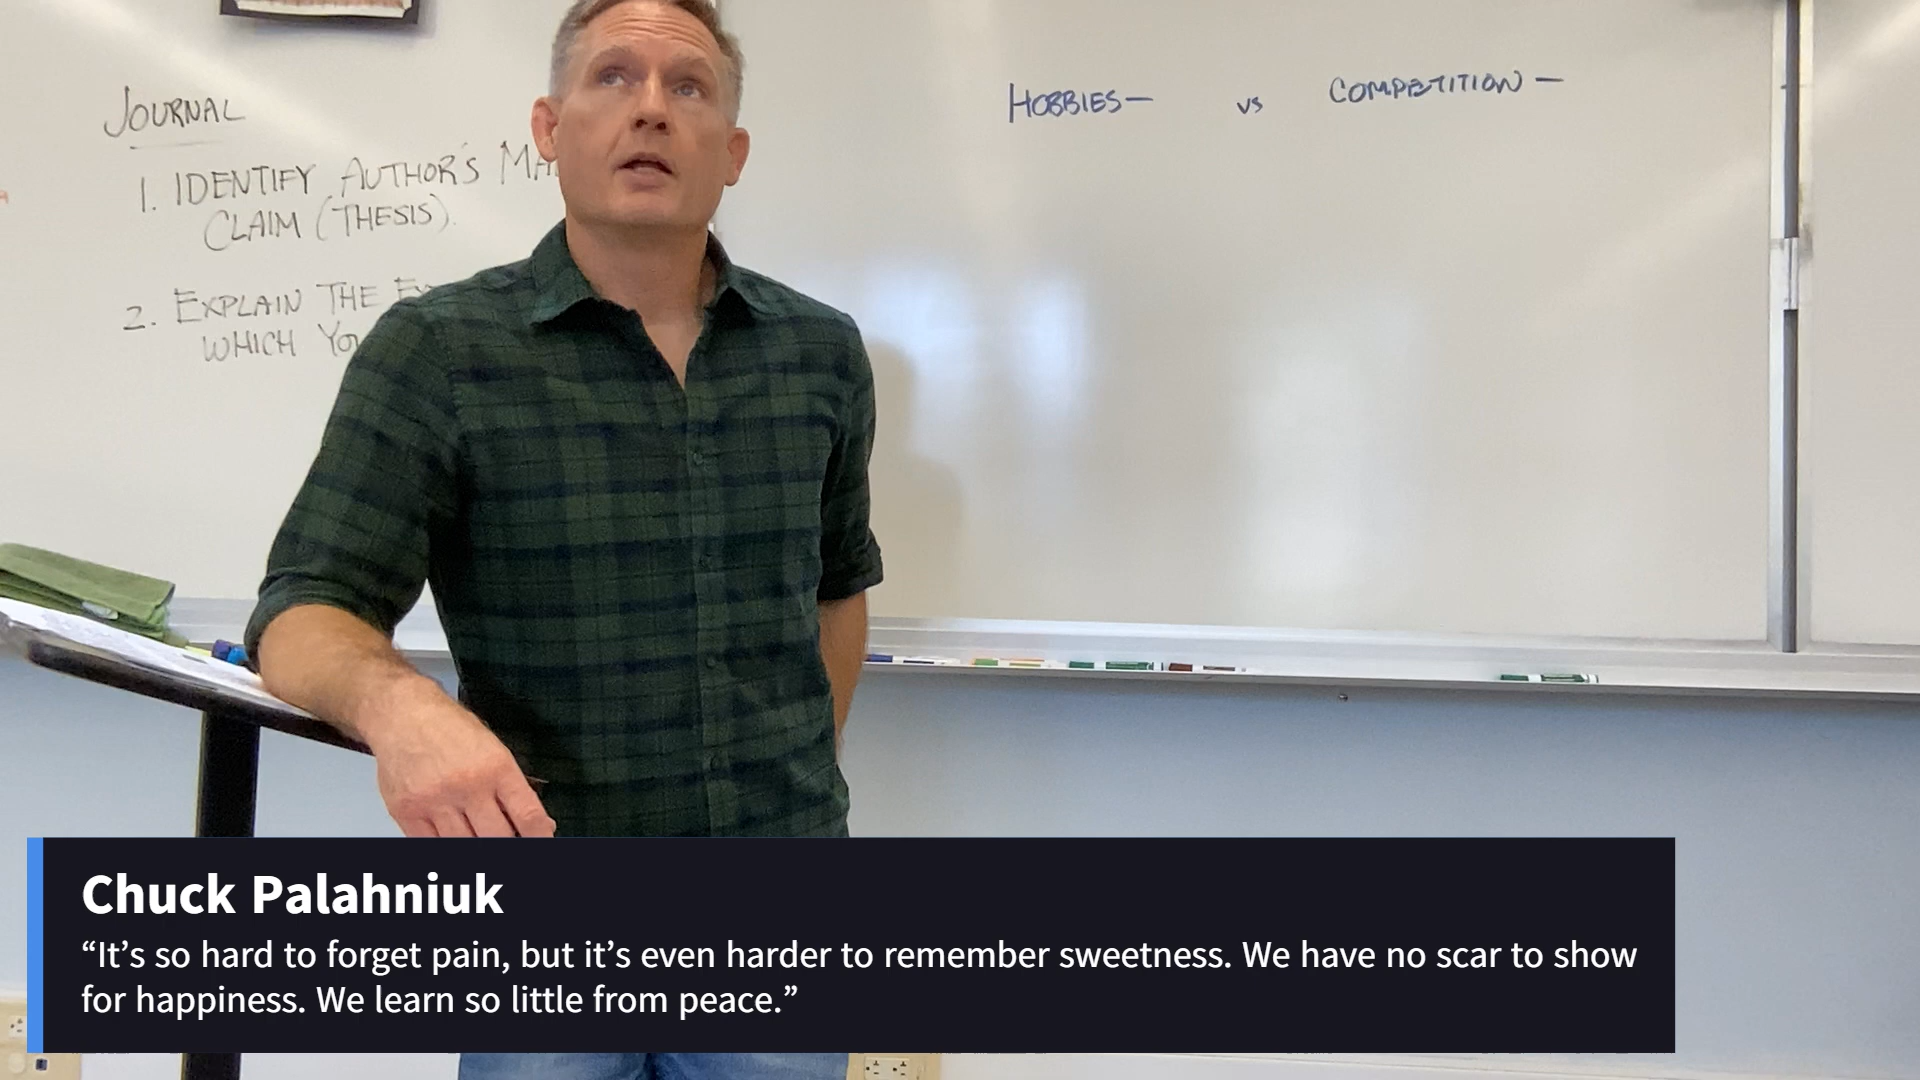 JOURNAL
1. IDENTIFY AUTHOR'S
CLAIM (THESIS).
2. EXPLAIN THE
WHICH
HOBBIES— vs COMPETITION —
Chuck Palahniuk
“It’s so hard to forget pain, but it’s even harder to remember sweetness. We have no scar to show
for happiness. We learn so little from peace.”